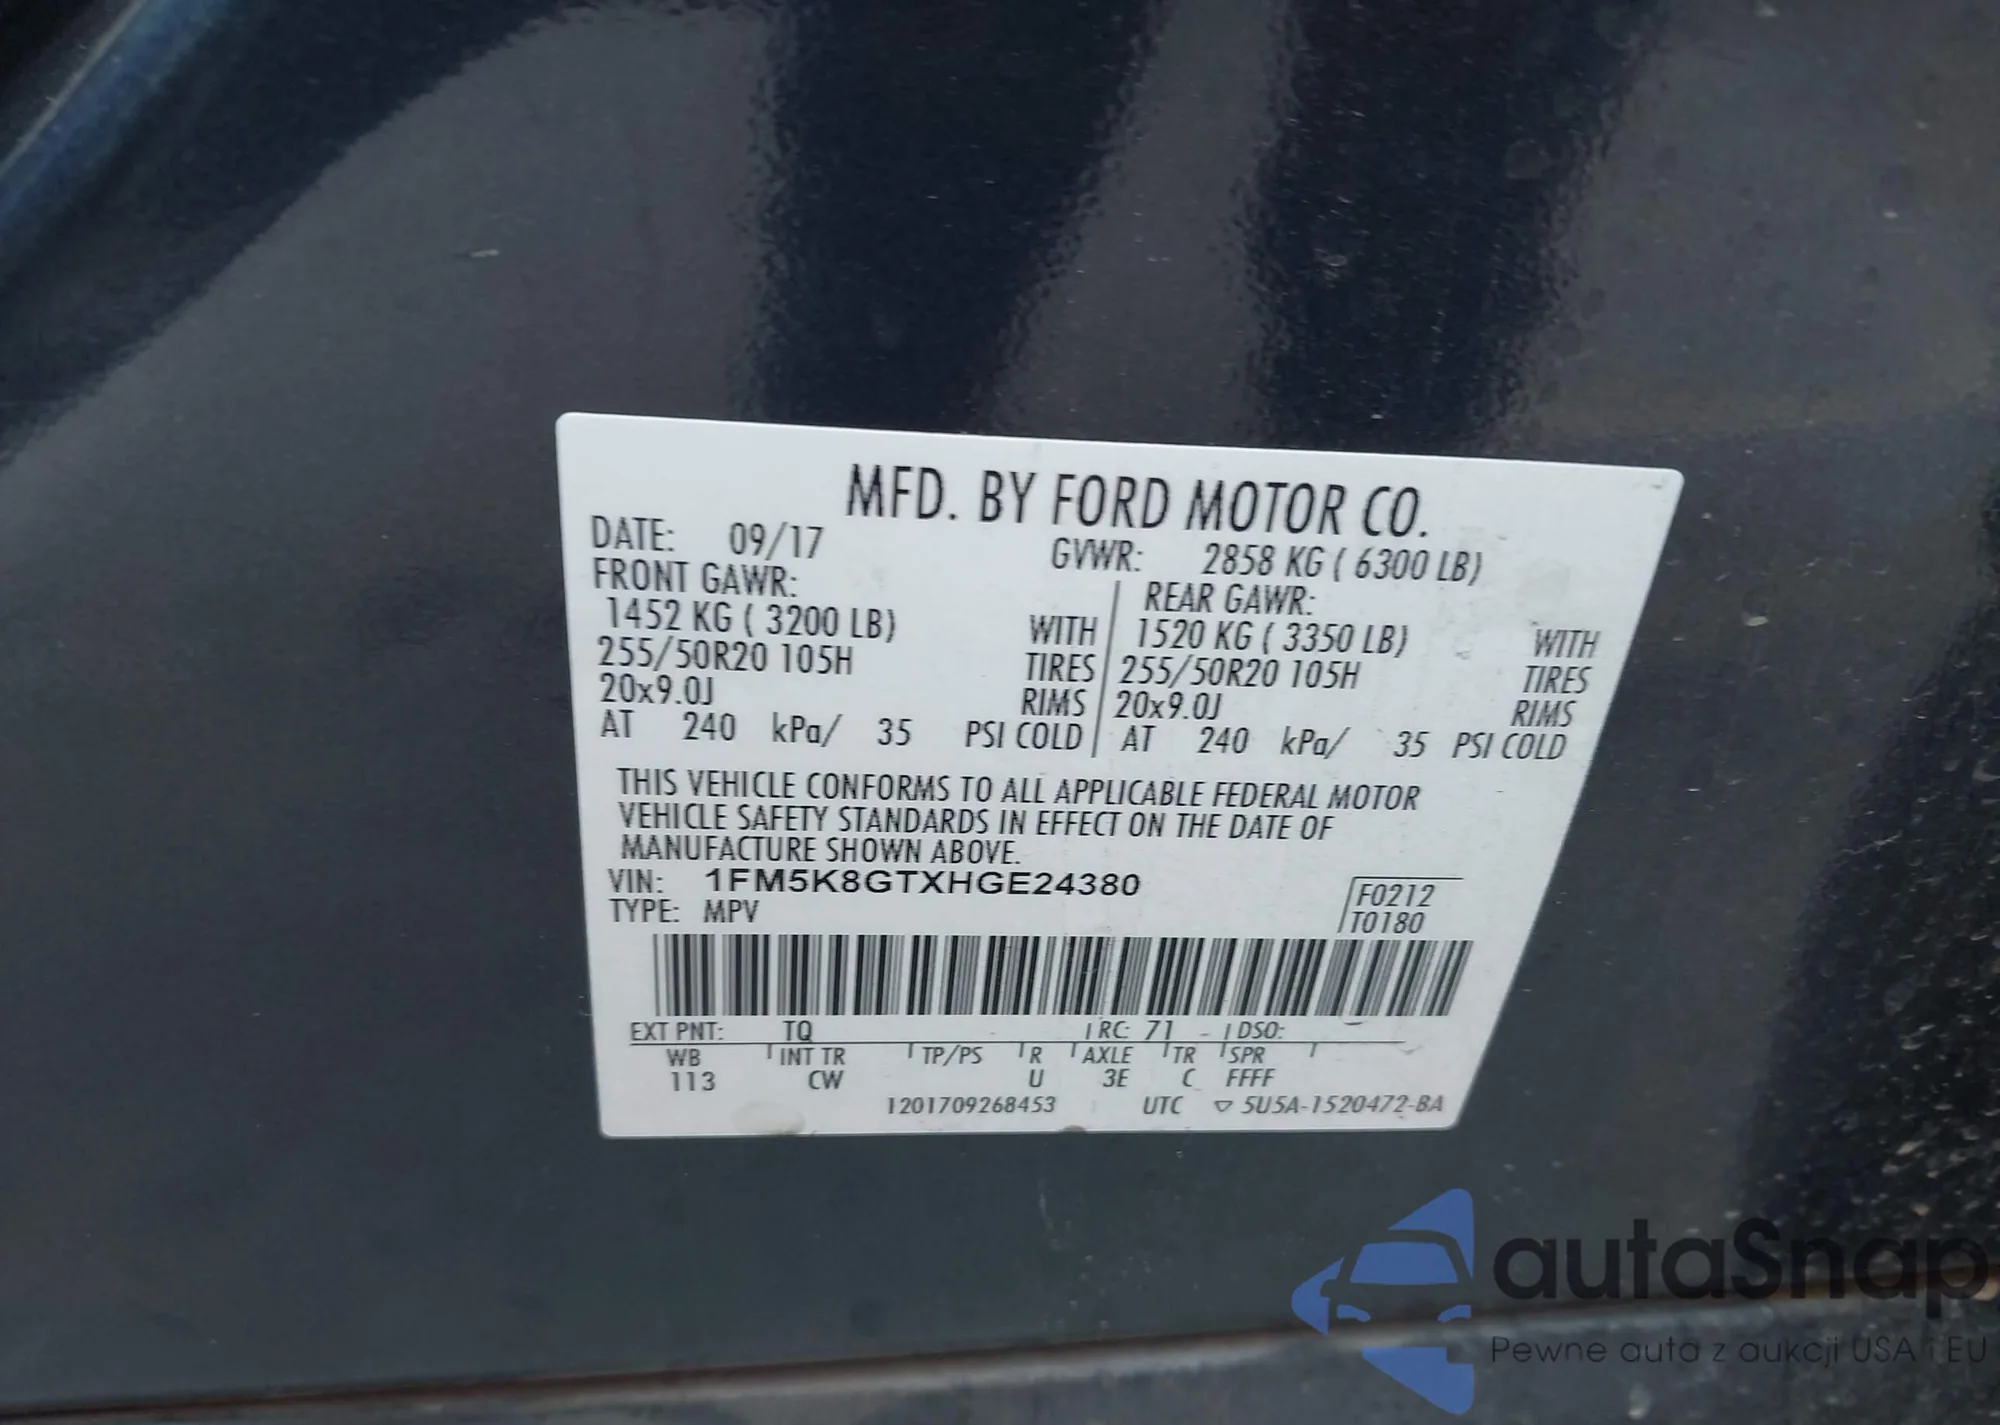 MFD. BY FORD MOTOR CO.
DATE: 09/17 GVWR: 2858 KG ( 6300 LB)
FRONT GAWR: REAR GAWR:
1452 KG ( 3200 LB) WITH 1520 KG ( 3350 LB) WITH
255/50R20 105H TIRES 255/50R20 105H TIRES
20x9.0J RIMS 20x9.0J RIMS
AT 240 kPa/ 35 PSI COLD AT 240 kPa/ 35 PSI COLD
THIS VEHICLE CONFORMS TO ALL APPLICABLE FEDERAL MOTOR
VEHICLE SAFETY STANDARDS IN EFFECT ON THE DATE OF
MANUFACTURE SHOWN ABOVE.
VIN: 1FM5K8GTXHGE24380 F0212
TYPE: MPV T0180
EXT PNT: TQ RC: 71 DSO:
WB INT TR TP/PS R AXLE TR SPR
113 CW U 3E C FFFF
1201709268453 UTC ▽ 5U5A-1520472-BA
autaSnap
Pewne auta z aukcji USA i EU